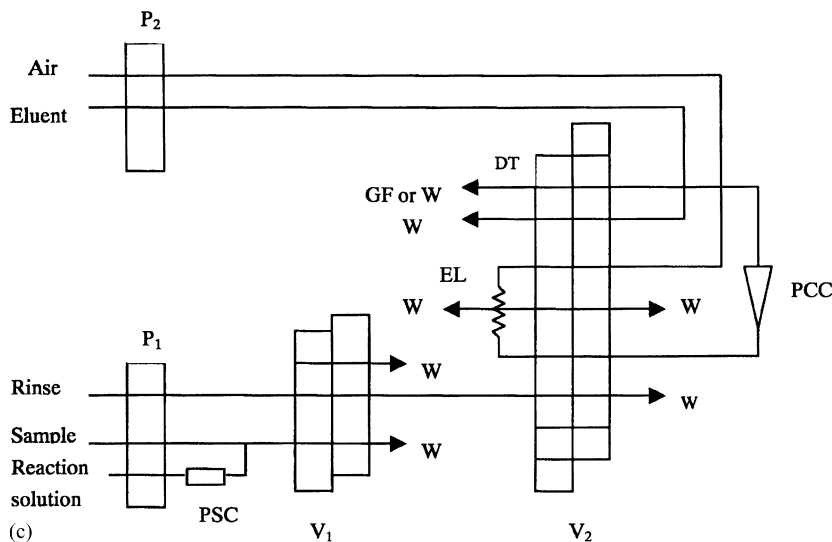 P₂
Air
Eluent
DT
GF or W
W
EL
W
W
PCC
P₁
W
Rinse
W
Sample
W
Reaction
solution
PSC
(c)
V₁
V₂